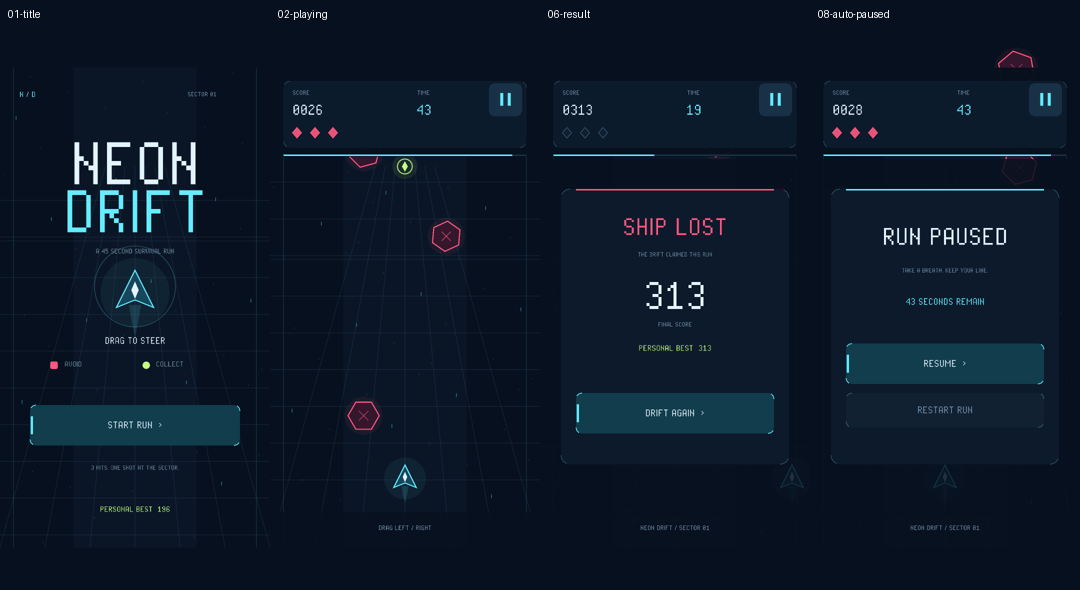 01-title
N / D
SECTOR 01
NEON
DRIFT
A 45 SECOND SURVIVAL RUN
DRAG TO STEER
AVOID
COLLECT
START RUN ›
3 HITS. ONE SHOT AT THE SECTOR.
PERSONAL BEST 196
02-playing
SCORE
TIME
0026
43
DRAG LEFT / RIGHT
06-result
SCORE
TIME
0313
19
SHIP LOST
THE DRIFT CLAIMED THIS RUN
313
FINAL SCORE
PERSONAL BEST 313
DRIFT AGAIN ›
NEON DRIFT / SECTOR 01
08-auto-paused
SCORE
TIME
0028
43
RUN PAUSED
TAKE A BREATH. KEEP YOUR LINE.
43 SECONDS REMAIN
RESUME ›
RESTART RUN
NEON DRIFT / SECTOR 01